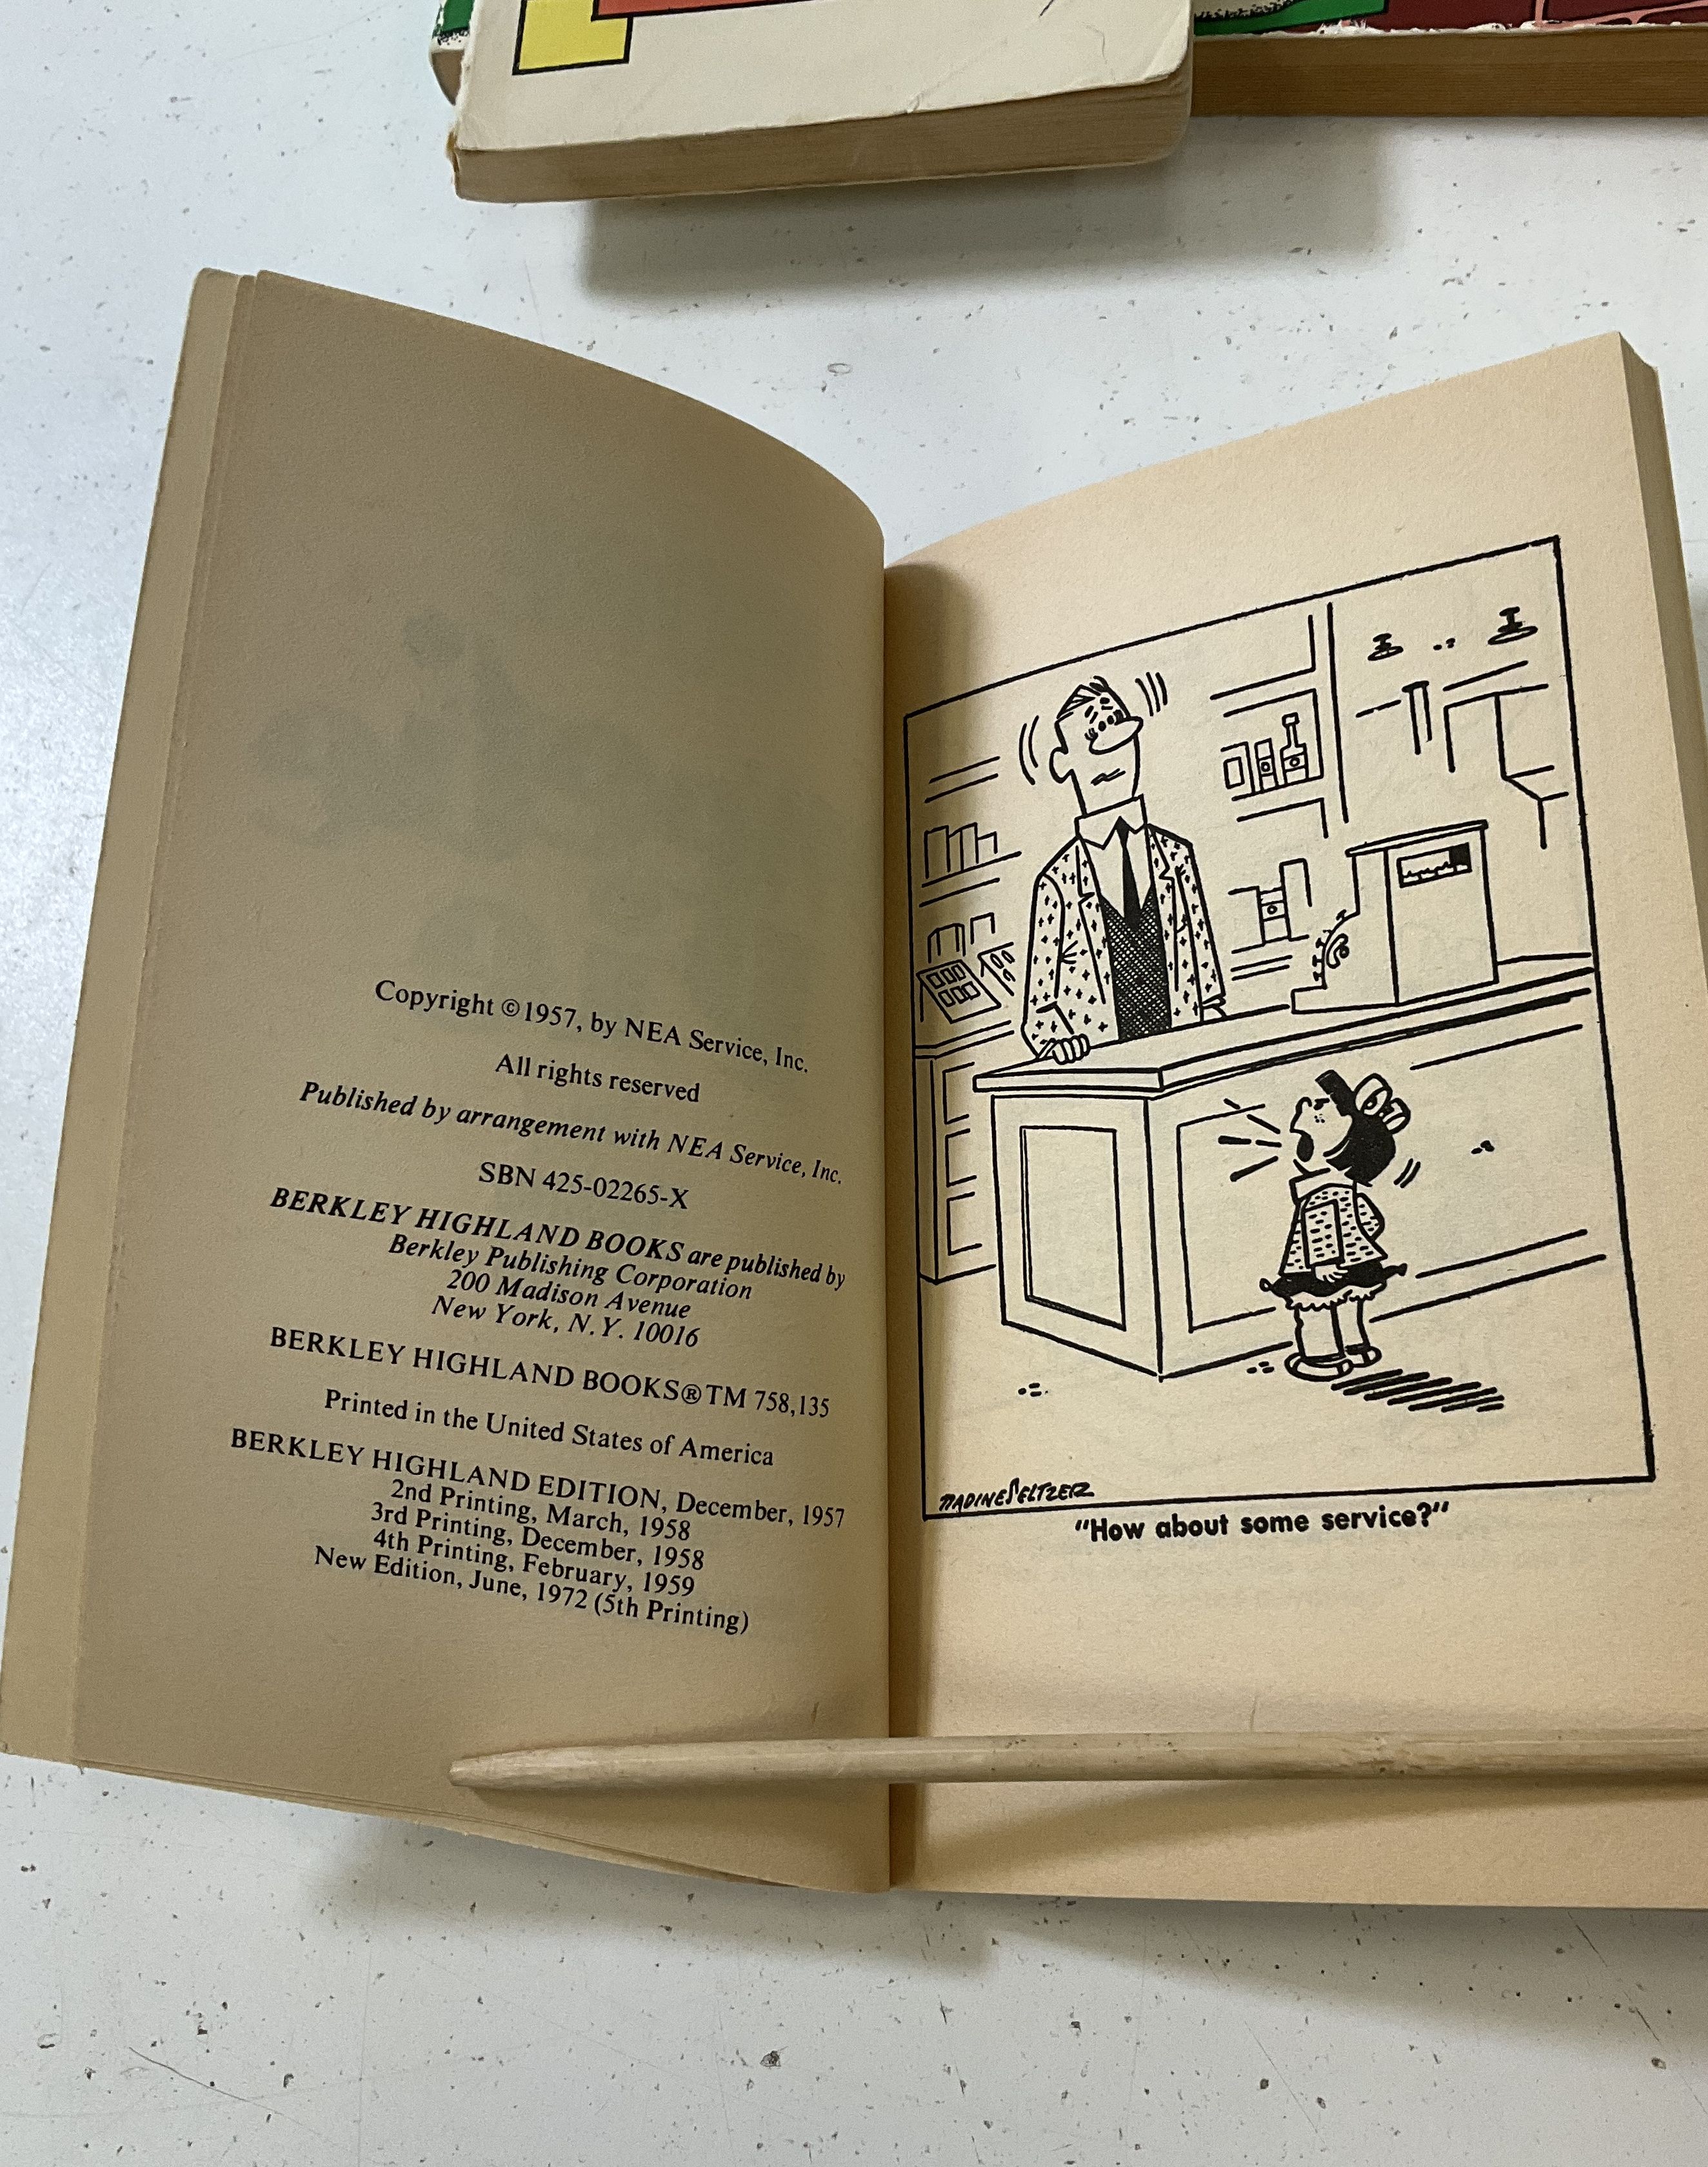 Copyright ©1957, by NEA Service, Inc.
All rights reserved
Published by arrangement with NEA Service, Inc.
SBN 425-02265-X
BERKLEY HIGHLAND BOOKS are published by
Berkley Publishing Corporation
200 Madison Avenue
New York, N.Y. 10016
BERKLEY HIGHLAND BOOKS®TM 758,135
Printed in the United States of America
BERKLEY HIGHLAND EDITION, December, 1957
2nd Printing, March, 1958
3rd Printing, December, 1958
4th Printing, February, 1959
New Edition, June, 1972 (5th Printing)
NADINE SELTZER
"How about some service?"